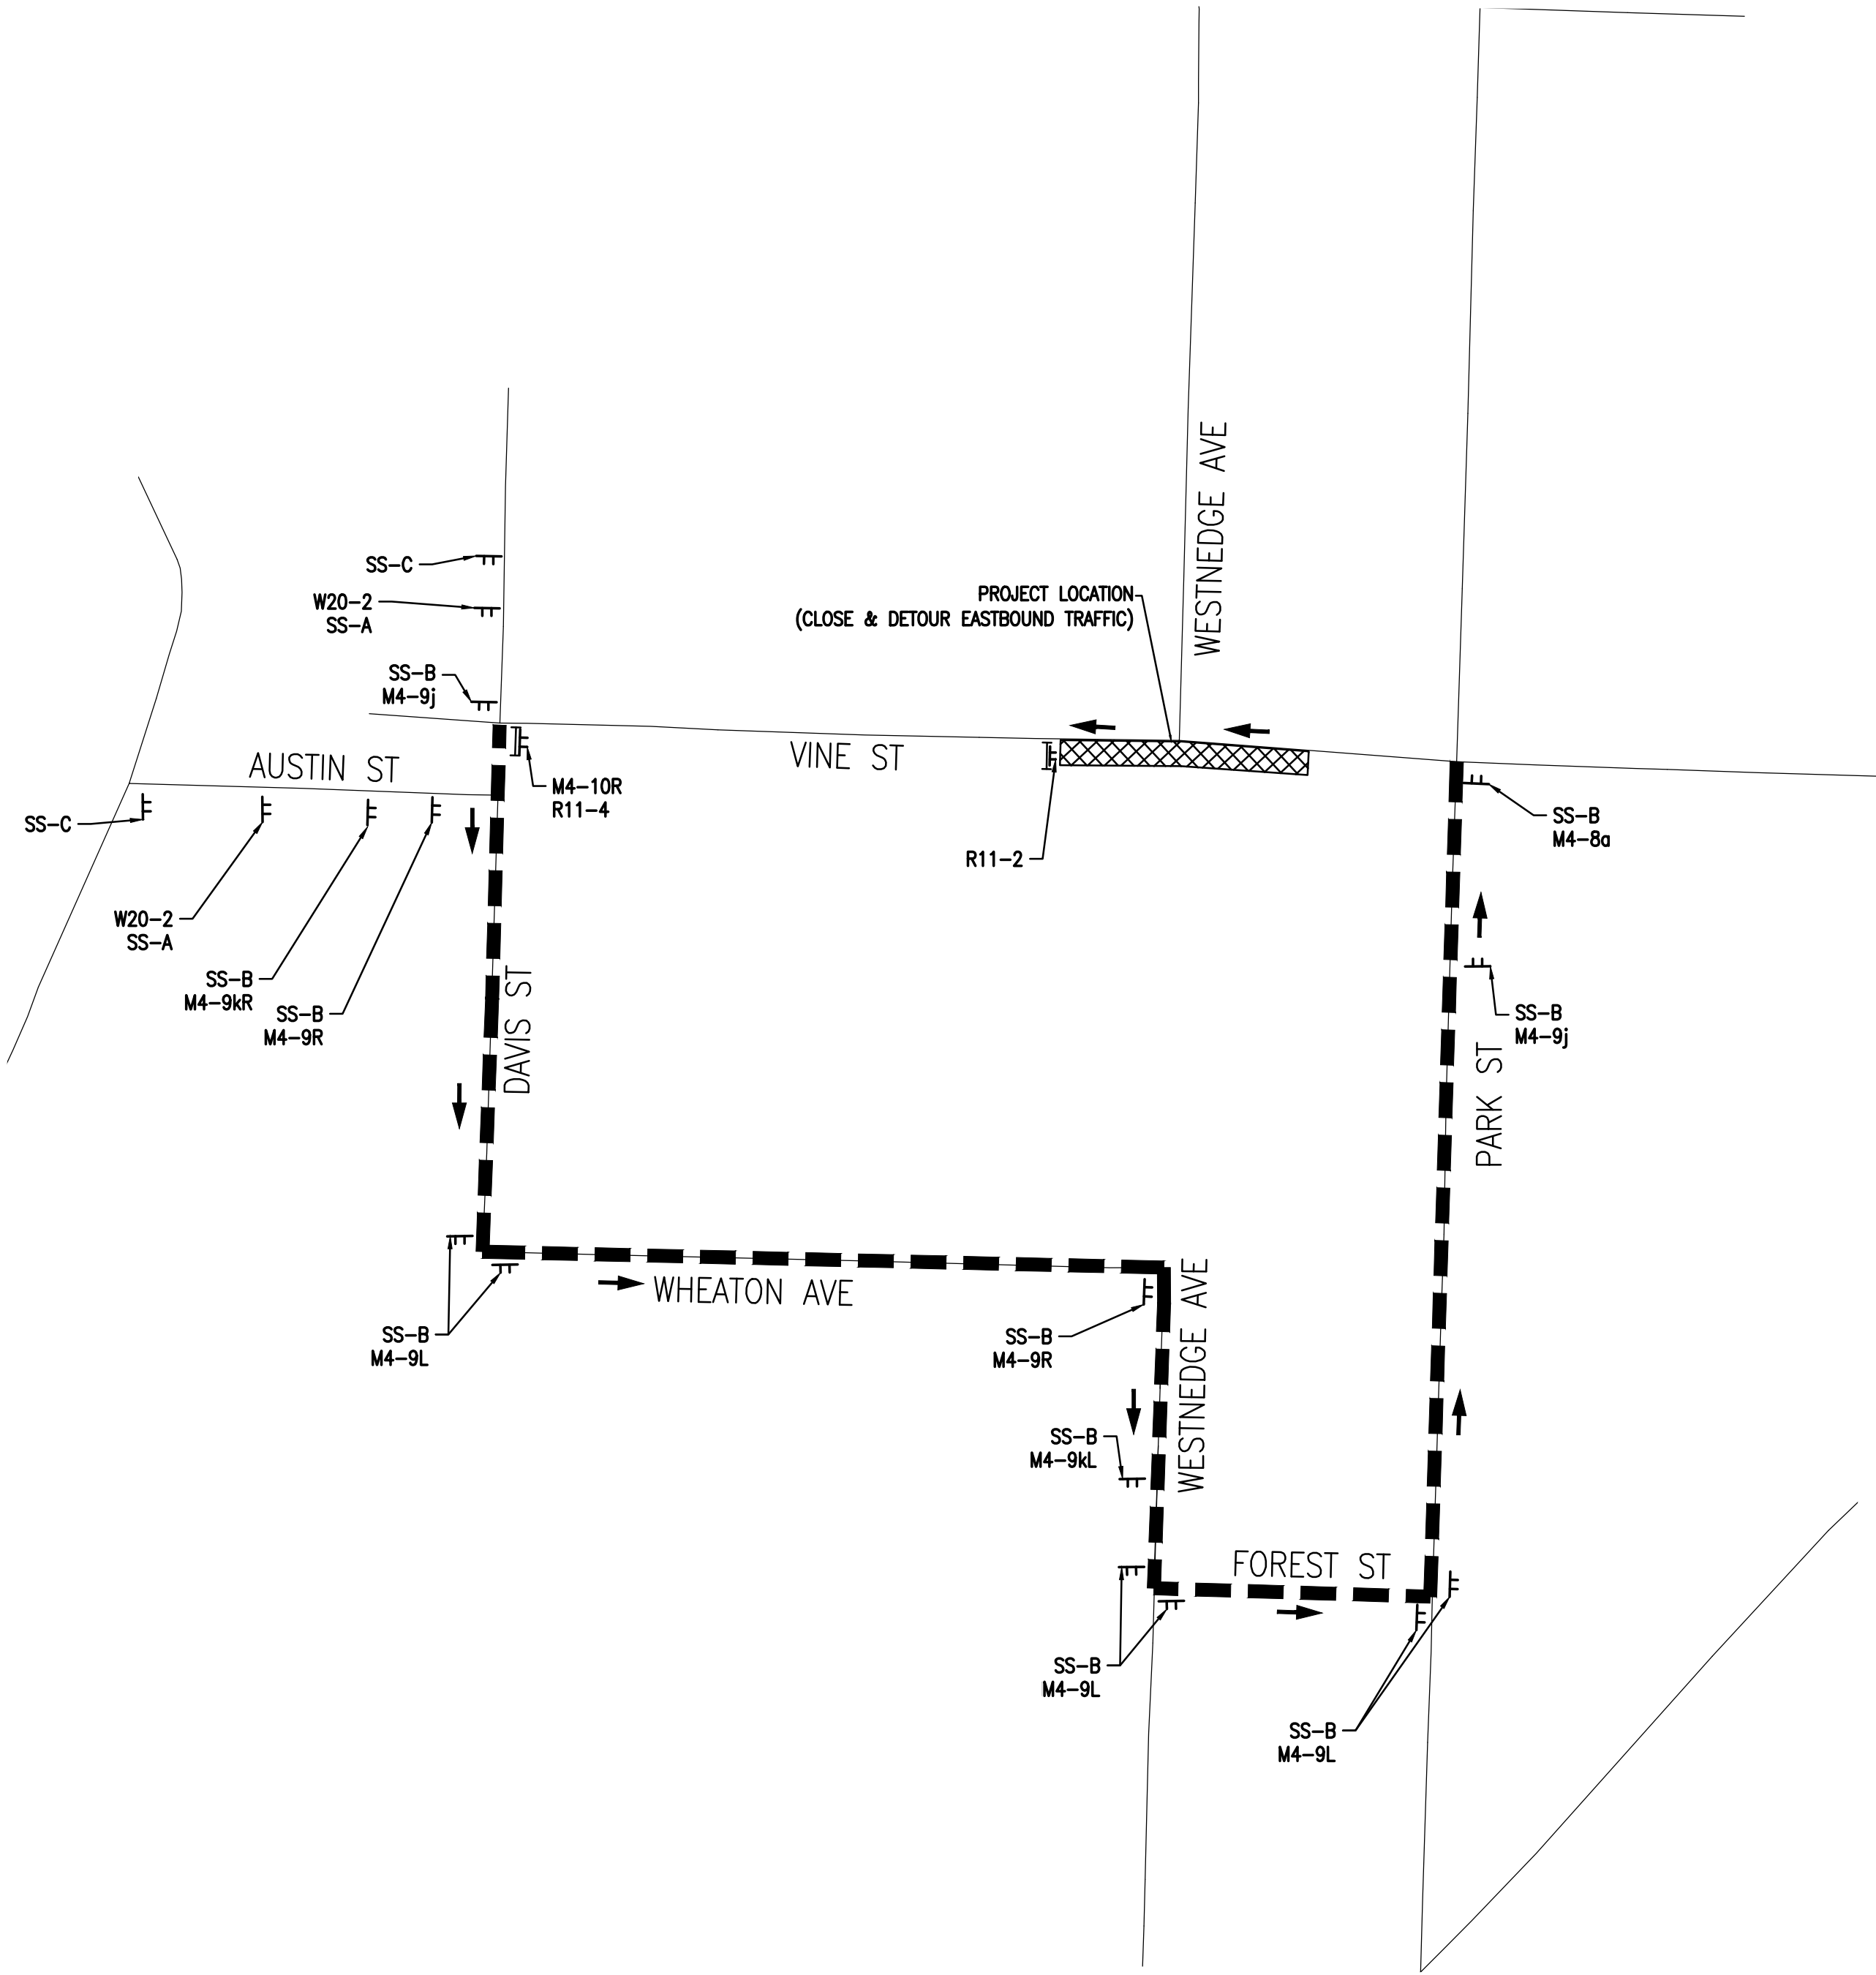 WESTNEDGE AVE
SS-C
W20-2
SS-A
PROJECT LOCATION
(CLOSE & DETOUR EASTBOUND TRAFFIC)
SS-B
M4-9j
AUSTIN ST
VINE ST
M4-10R
R11-4
SS-C
R11-2
SS-B
M4-8a
W20-2
SS-A
SS-B
M4-9kR
SS-B
M4-9R
DAVIS ST
SS-B
M4-9j
PARK ST
WHEATON AVE
SS-B
M4-9L
SS-B
M4-9R
WESTNEDGE AVE
SS-B
M4-9kL
FOREST ST
SS-B
M4-9L
SS-B
M4-9L